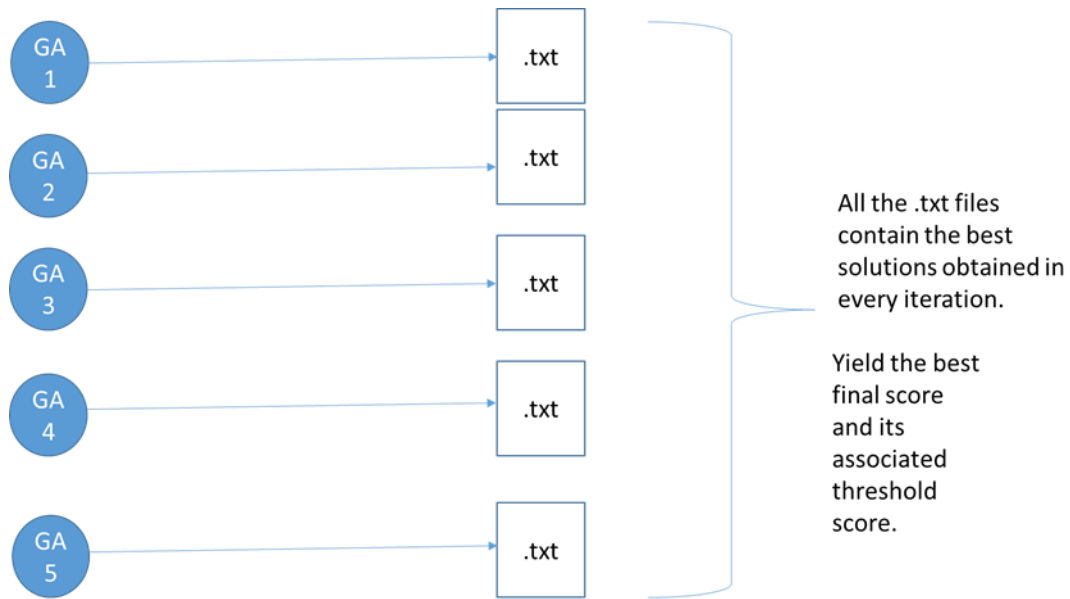 GA
1
.txt
GA
2
.txt
GA
3
.txt
GA
4
.txt
GA
5
.txt
All the .txt files
contain the best
solutions obtained in
every iteration.
Yield the best
final score
and its
associated
threshold
score.